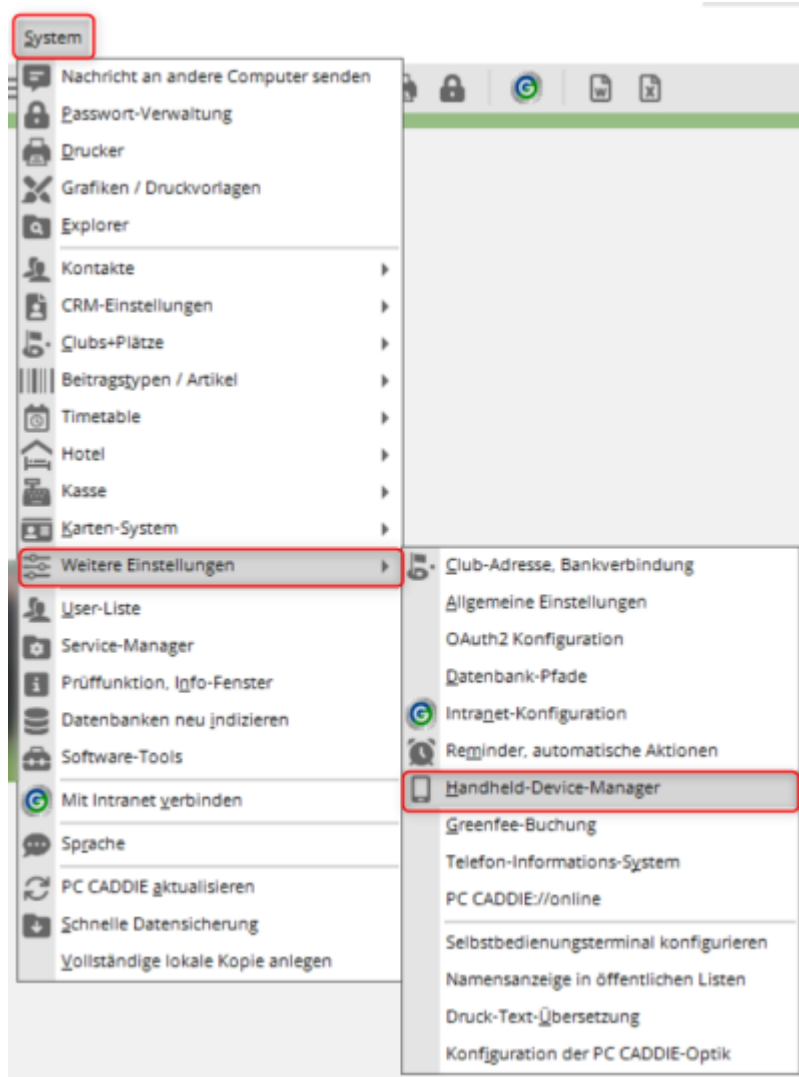 System
Nachricht an andere Computer senden
Passwort-Verwaltung
Drucker
Grafiken / Druckvorlagen
Explorer
Kontakte
CRM-Einstellungen
Clubs+Plätze
Beitragstypen / Artikel
Timetable
Hotel
Kasse
Karten-System
Weitere Einstellungen
User-Liste
Service-Manager
Prüffunktion, Info-Fenster
Datenbanken neu indizieren
Software-Tools
Mit Intranet verbinden
Sprache
PC CADDIE aktualisieren
Schnelle Datensicherung
Vollständige lokale Kopie anlegen
Club-Adresse, Bankverbindung
Allgemeine Einstellungen
OAuth2 Konfiguration
Datenbank-Pfade
Intranet-Konfiguration
Reminder, automatische Aktionen
Handheld-Device-Manager
Greenfee-Buchung
Telefon-Informations-System
PC CADDIE://online
Selbstbedienungsterminal konfigurieren
Namensanzeige in öffentlichen Listen
Druck-Text-Übersetzung
Konfiguration der PC CADDIE-Optik